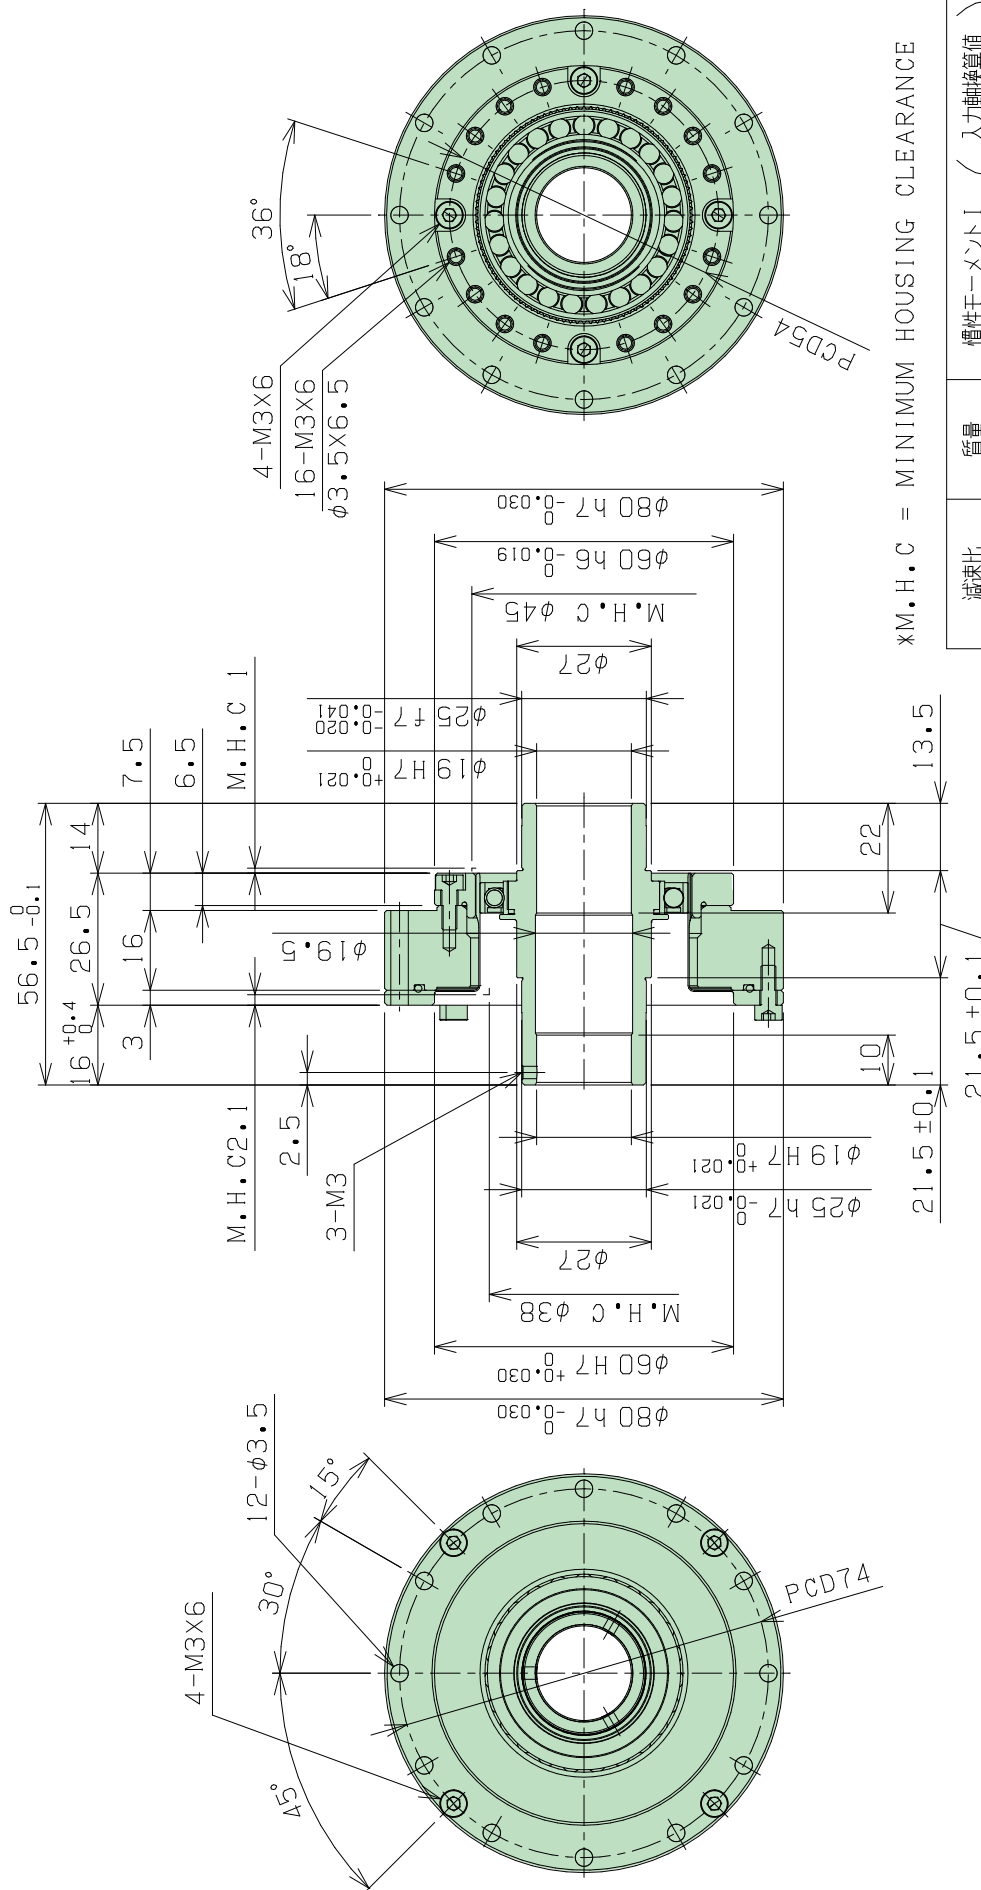 36°
18°
4-M3X6
16-M3X6
φ3.5X6.5
PCD54
*M.H.C = MINIMUM HOUSING CLEARANCE
減速比
質量
慣性モーメント I
入力軸換算値
φ80 h7 0 -0.030
φ60 h6 0 -0.019
M.H.C φ45
φ27
φ25 f7 -0.020 -0.041
φ19 H7 +0.021 0
56.5 0 -0.1
14
26.5
16 +0.4 0
7.5
16
3
6.5
M.H.C 1
M.H.C2.1
2.5
3-M3
φ19.5
13.5
22
10
21.5 ±0.1
21.5 ±0.1
φ19 H7 +0.021 0
φ25 h7 0 -0.021
φ27
M.H.C φ38
φ60 H7 +0.030 0
φ80 h7 0 -0.030
12-φ3.5
15°
30°
4-M3X6
45°
PCD74